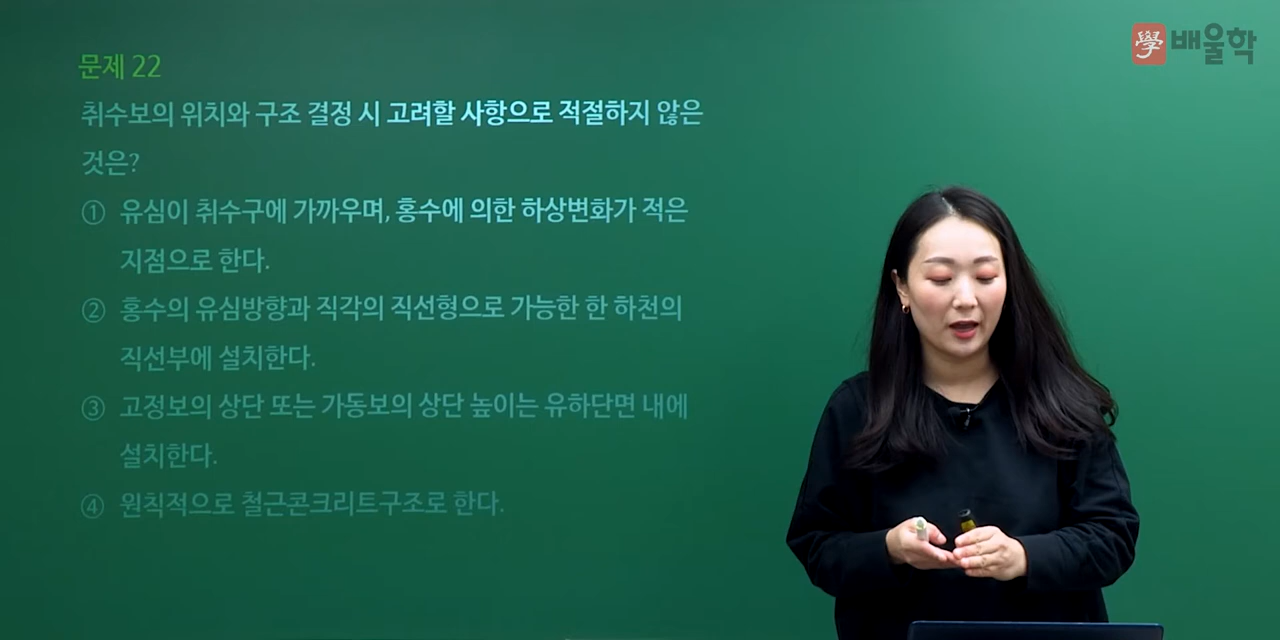 學 배울학
문제 22
취수보의 위치와 구조 결정 시 고려할 사항으로 적절하지 않은
것은?
① 유심이 취수구에 가까우며, 홍수에 의한 하상변화가 적은
지점으로 한다.
② 홍수의 유심방향과 직각의 직선형으로 가능한 한 하천의
직선부에 설치한다.
③ 고정보의 상단 또는 가동보의 상단 높이는 유하단면 내에
설치한다.
④ 원칙적으로 철근콘크리트구조로 한다.